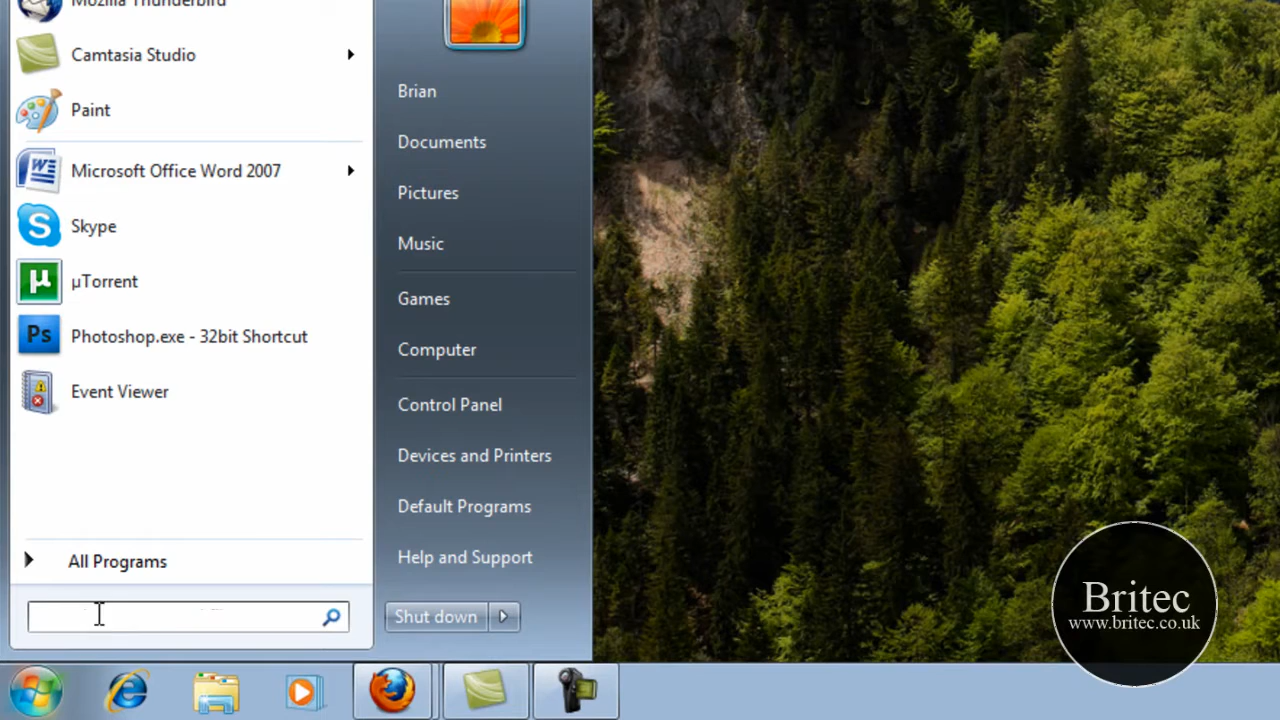 Mozilla Thunderbird
Camtasia Studio
Paint
Microsoft Office Word 2007
Skype
µTorrent
Photoshop.exe - 32bit Shortcut
Event Viewer
All Programs
Brian
Documents
Pictures
Music
Games
Computer
Control Panel
Devices and Printers
Default Programs
Help and Support
Shut down
Britec
www.britec.co.uk